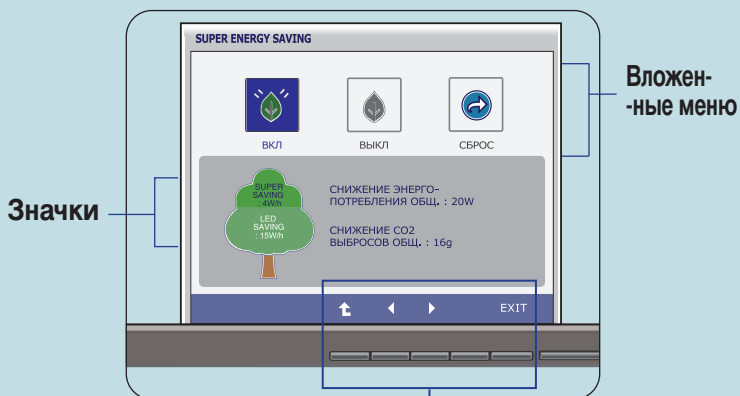 SUPER ENERGY SAVING
Вложен-
-ные меню
ВКЛ
ВЫКЛ
СБРОС
Значки
SUPER
SAVING
: 4W/h
LED
SAVING
: 15W/h
СНИЖЕНИЕ ЭНЕРГО-
ПОТРЕБЛЕНИЯ ОБЩ. : 20W
СНИЖЕНИЕ CO2
ВЫБРОСОВ ОБЩ. : 16g
EXIT